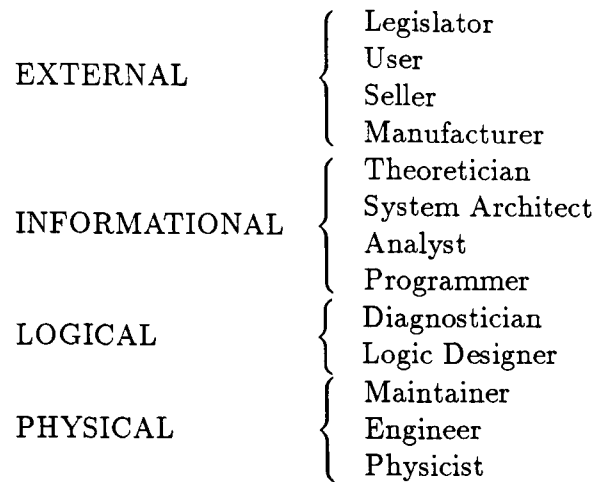 EXTERNAL
Legislator
User
Seller
Manufacturer
INFORMATIONAL
Theoretician
System Architect
Analyst
Programmer
LOGICAL
Diagnostician
Logic Designer
PHYSICAL
Maintainer
Engineer
Physicist